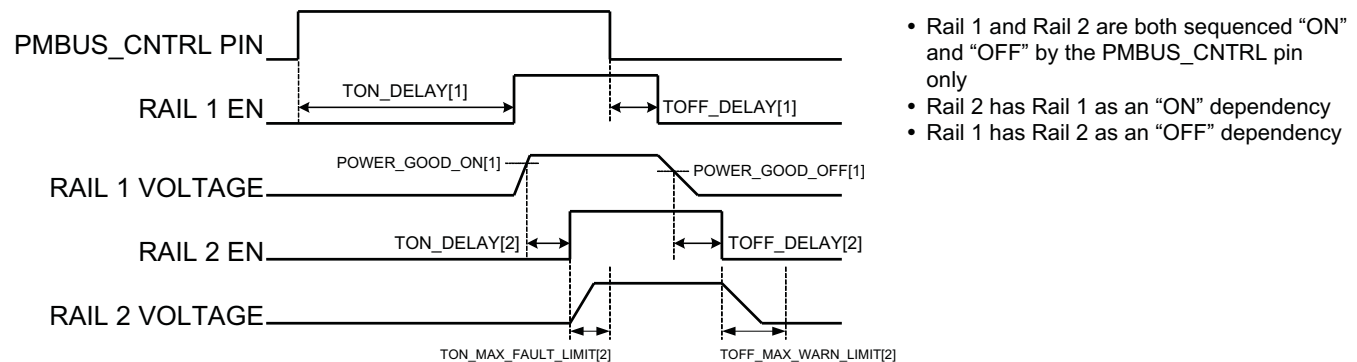 PMBUS_CNTRL PIN
RAIL 1 EN
TON_DELAY[1]
TOFF_DELAY[1]
RAIL 1 VOLTAGE
POWER_GOOD_ON[1]
POWER_GOOD_OFF[1]
RAIL 2 EN
TON_DELAY[2]
TOFF_DELAY[2]
RAIL 2 VOLTAGE
TON_MAX_FAULT_LIMIT[2]
TOFF_MAX_WARN_LIMIT[2]
• Rail 1 and Rail 2 are both sequenced “ON”
and “OFF” by the PMBUS_CNTRL pin
only
• Rail 2 has Rail 1 as an “ON” dependency
• Rail 1 has Rail 2 as an “OFF” dependency